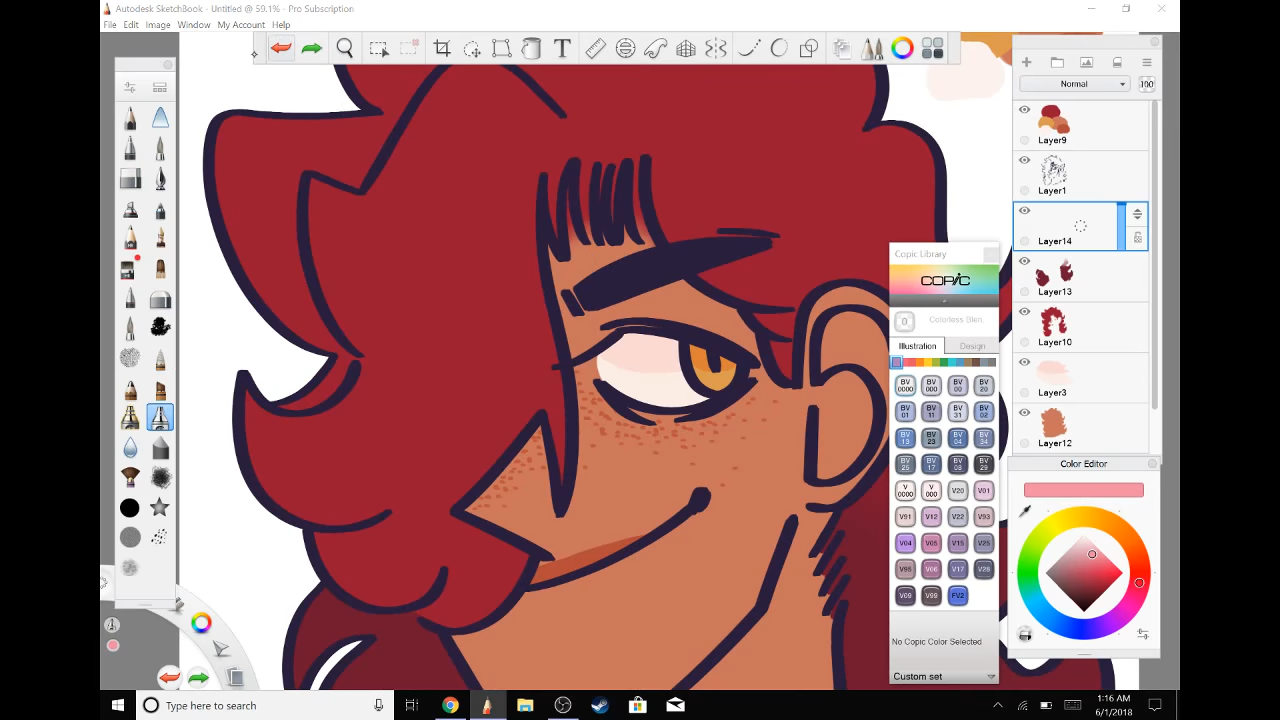 Autodesk SketchBook - Untitled @ 59.1% - Pro Subscription
File Edit Image Window My Account Help
T
Normal 100
Layer9
Layer1
Layer14
Layer13
Layer10
Layer3
Layer12
Copic Library
COPIC
0 Colorless Blen.
Illustration Design
BV 0000 BV 000 BV 00 BV 20
BV 01 BV 11 BV 31 BV 02
BV 13 BV 23 BV 04 BV 34
BV 25 BV 17 BV 08 BV 29
V 0000 V 000 V20 V01
V91 V12 V22 V93
V04 V05 V15 V25
V95 V06 V17 V28
V09 V99 FV2
No Copic Color Selected
Custom set
Color Editor
Type here to search
1:16 AM
6/1/2018